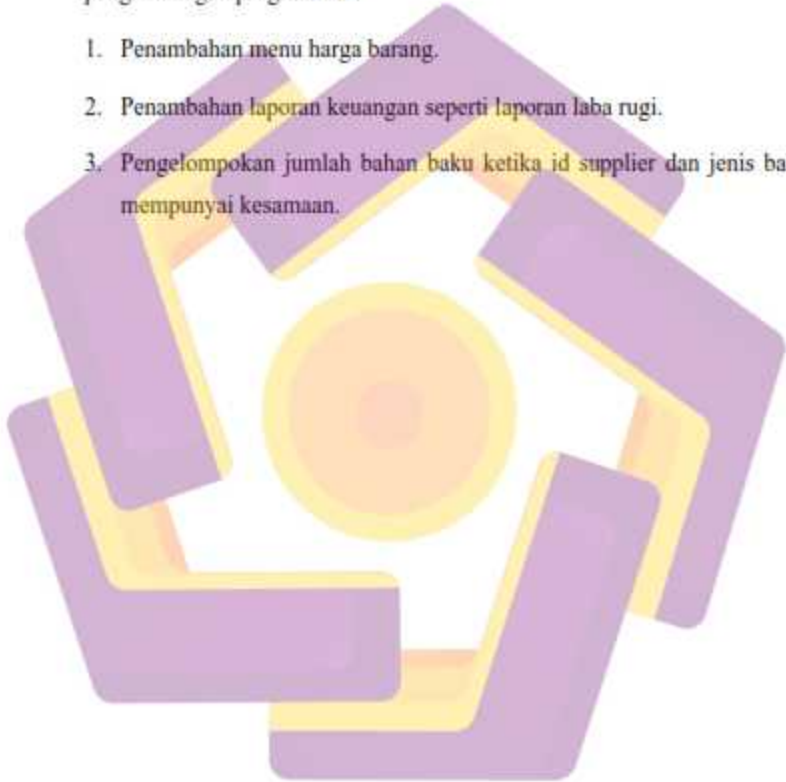 1. Penambahan menu harga barang.
2. Penambahan laporan keuangan seperti laporan laba rugi.
3. Pengelompokan jumlah bahan baku ketika id supplier dan jenis ba
mempunyai kesamaan.